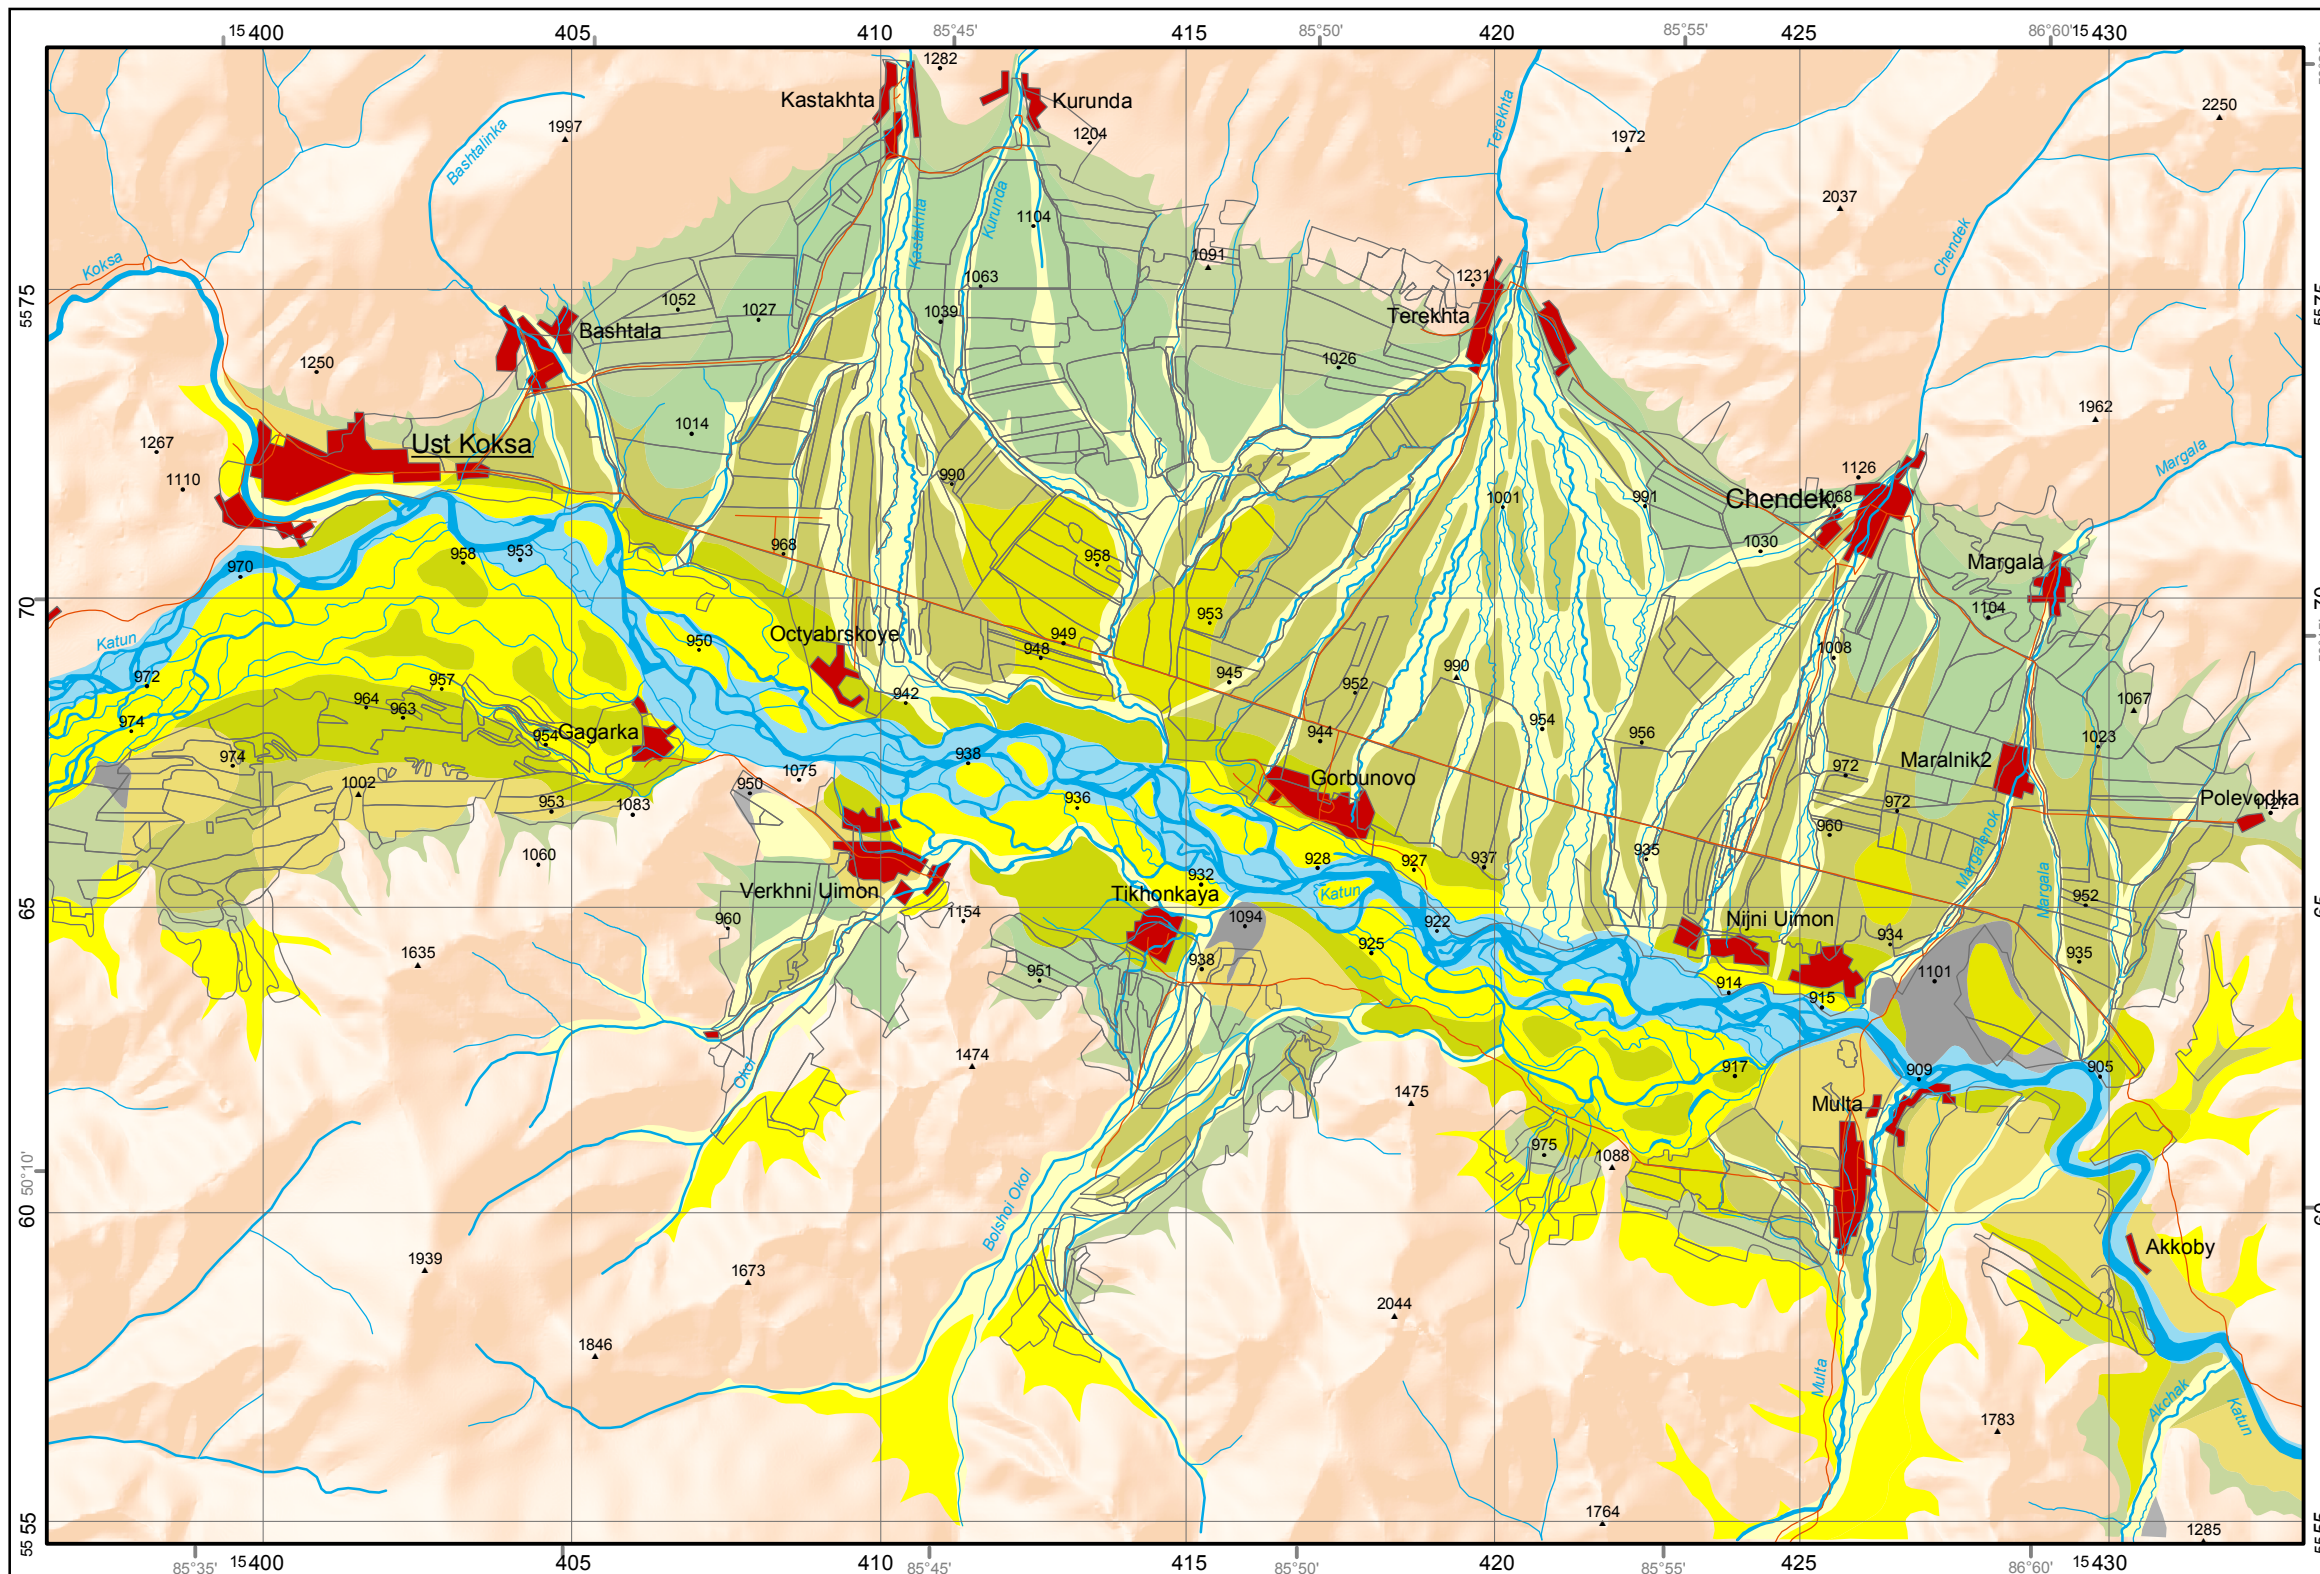 15 400 405 410 85°45' 415 85°50' 420 85°55' 425 86°60' 15 430
1282
Kastakhta
Kurunda
2250
Terekhta
1997
1204
1972
Bashtalinka
2037
Kastakhta
Kurunda
1104
Chendek
1091
Koksa
1063
1231
55 75
1052
1027
1039
Terekhta
Bashtala
1026
1250
1962
1014
1267
Ust Koksa
Margala
1110
990
1126
1001
991
Chendek
1068
968
958
953
958
1030
970
Margala
70
953
1104
Katun
950
Octyabrskoye
949
948
945
990
1008
972
957
952
964
963
942
1067
974
954
Gagarka
944
954
956
1023
974
938
1075
Gorbunovo
972
Maralnik2
1002
950
Polevodka
1127
953
1083
936
972
960
1060
928
927
937
935
Margalenok
932
Verkhni Uimon
Tikhonkaya
Katun
Margala
952
65
960
1154
1094
922
Nijni Uimon
925
934
1635
951
938
935
914
915
1101
Okol
1474
917
909
905
1475
Multa
975
1088
60 50°10'
Bolshoi Okol
Akkoby
1939
1673
2044
1846
Multa
Akchak
Katun
1783
1764
55 55
1285
85°35' 15 400 405 410 85°45' 415 85°50' 420 85°55' 425 86°60' 15 430